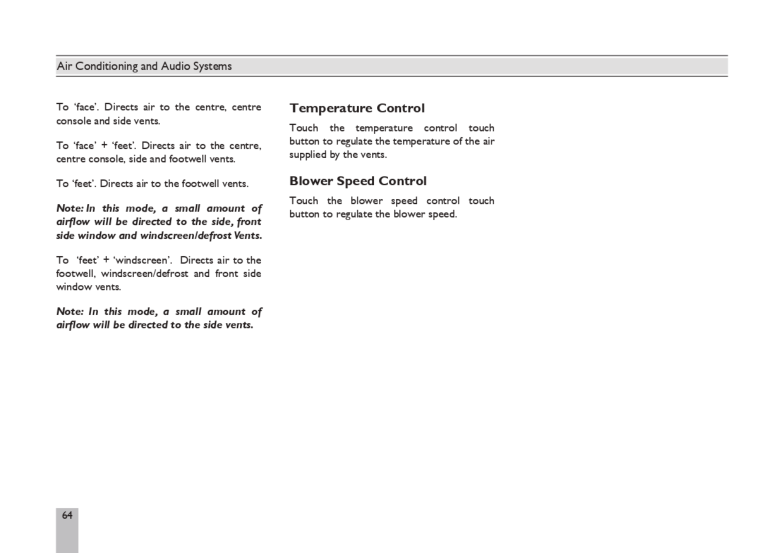 Air Conditioning and Audio Systems
To ‘face’. Directs air to the centre, centre
console and side vents.
To ‘face’ + ‘feet’. Directs air to the centre,
centre console, side and footwell vents.
To ‘feet’. Directs air to the footwell vents.
Note: In this mode, a small amount of
airflow will be directed to the side, front
side window and windscreen/defrost Vents.
To ‘feet’ + ‘windscreen’. Directs air to the
footwell, windscreen/defrost and front side
window vents.
Note: In this mode, a small amount of
airflow will be directed to the side vents.
Temperature Control
Touch the temperature control touch
button to regulate the temperature of the air
supplied by the vents.
Blower Speed Control
Touch the blower speed control touch
button to regulate the blower speed.
64